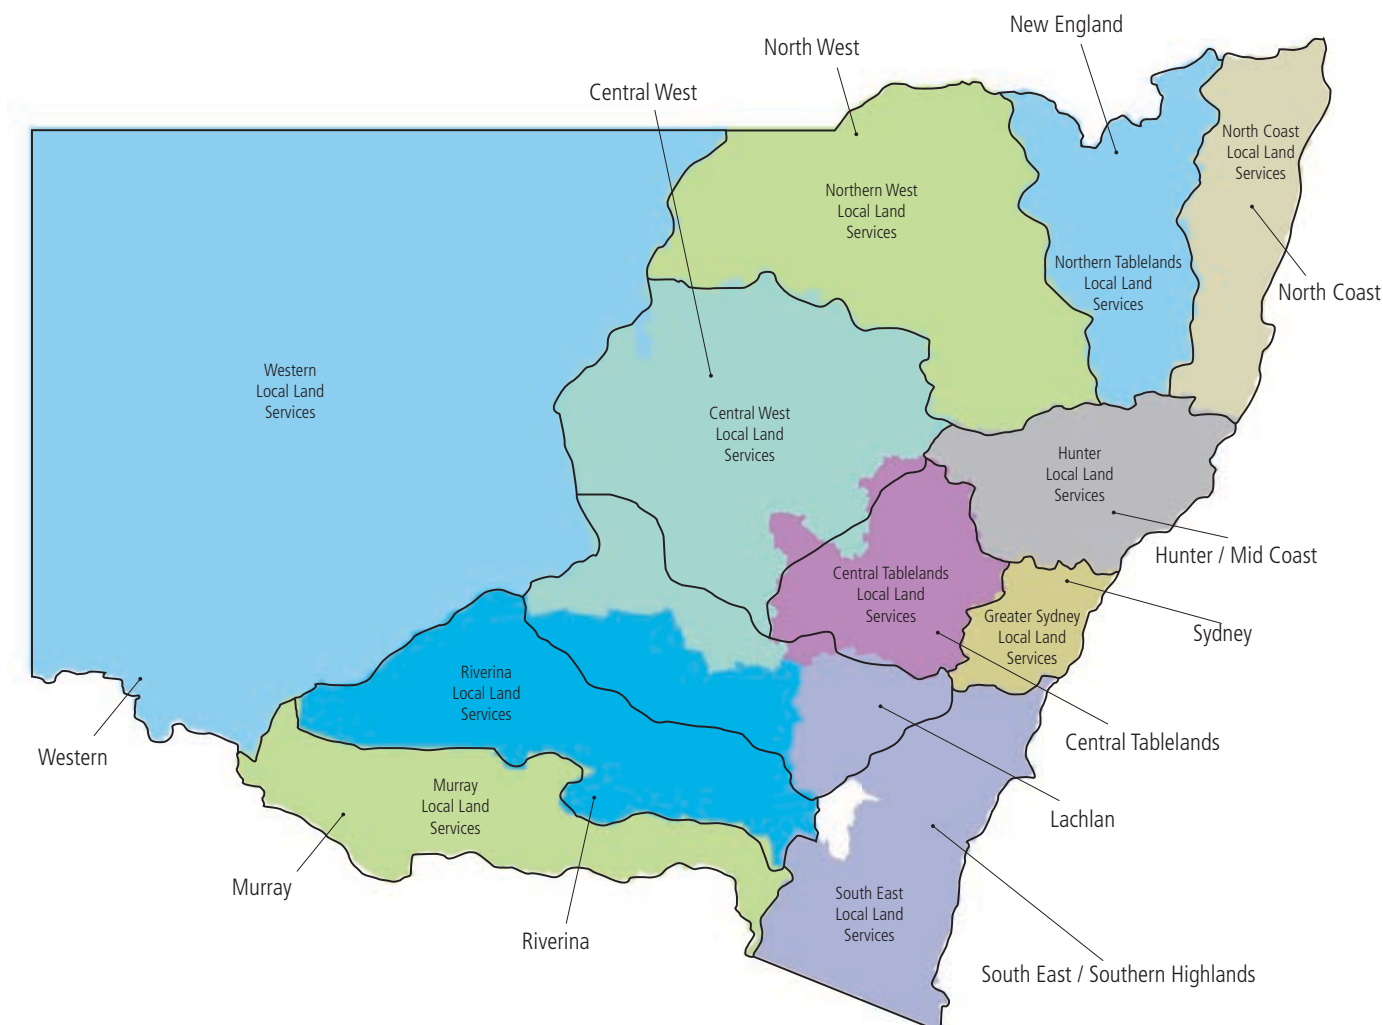 New England
North West
Central West
North Coast
Local Land
Services
Northern West
Local Land
Services
Northern Tablelands
Local Land
Services
North Coast
Western
Local Land
Services
Central West
Local Land
Services
Hunter
Local Land
Services
Hunter / Mid Coast
Central Tablelands
Local Land
Services
Greater Sydney
Local Land
Services
Sydney
Riverina
Local Land
Services
Western
Central Tablelands
Murray
Local Land
Services
Lachlan
Murray
South East
Local Land
Services
Riverina
South East / Southern Highlands